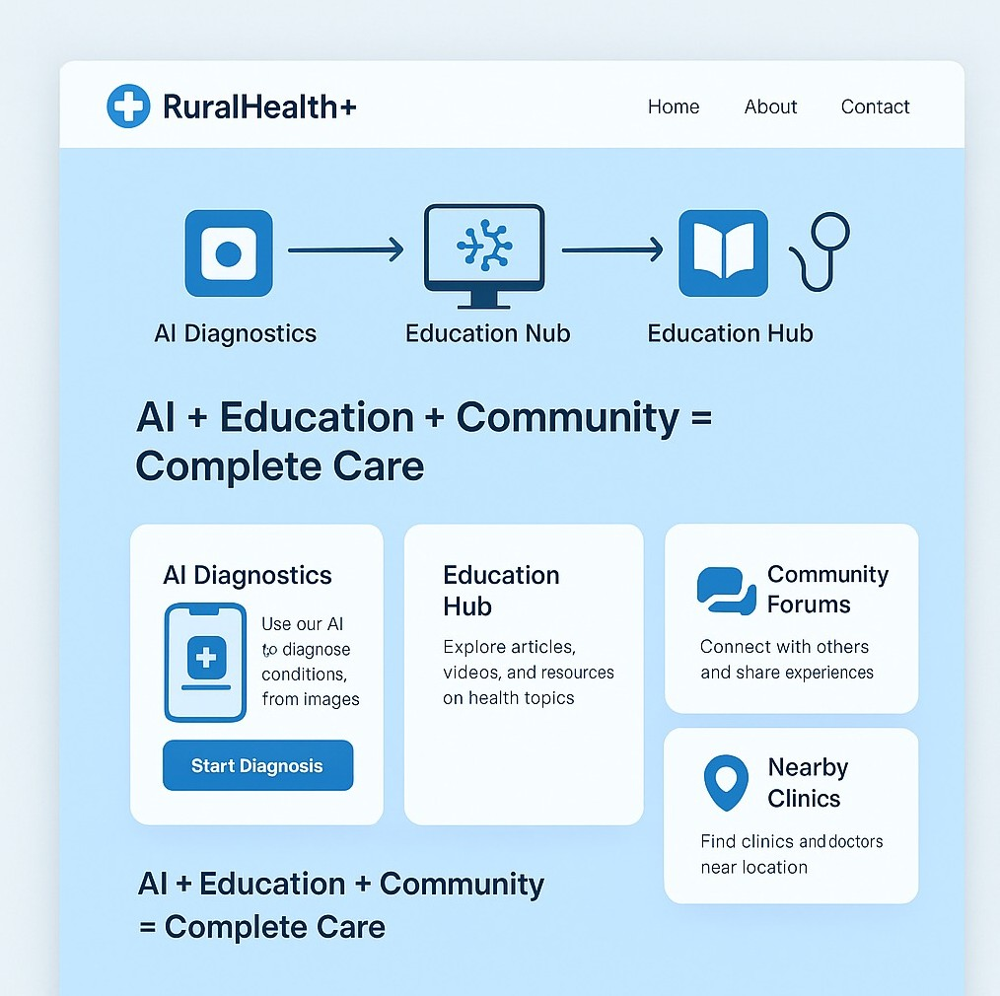 RuralHealth+
Home About Contact
AI Diagnostics
Education Nub
Education Hub
AI + Education + Community =
Complete Care
AI Diagnostics
Use our AI
to diagnose
conditions,
from images
Start Diagnosis
Education
Hub
Explore articles,
videos, and resources
on health topics
Community
Forums
Connect with others
and share experiences
Nearby
Clinics
Find clinics and doctors
near location
AI + Education + Community
= Complete Care